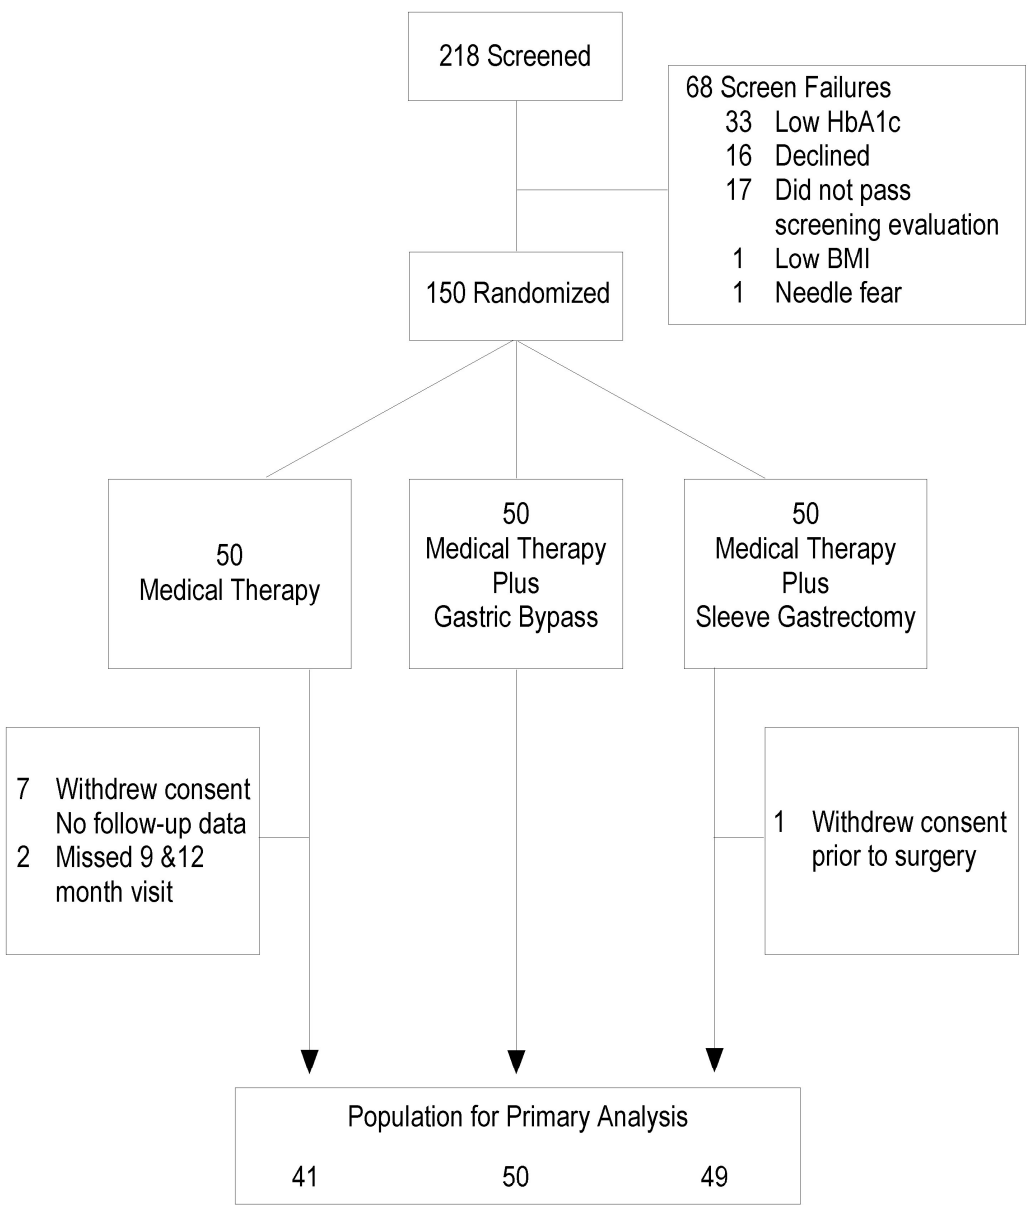 218 Screened
68 Screen Failures
33 Low HbA1c
16 Declined
17 Did not pass
screening evaluation
1 Low BMI
1 Needle fear
150 Randomized
50
Medical Therapy
50
Medical Therapy
Plus
Gastric Bypass
50
Medical Therapy
Plus
Sleeve Gastrectomy
7 Withdrew consent
No follow-up data
2 Missed 9 &12
month visit
1 Withdrew consent
prior to surgery
Population for Primary Analysis
41 50 49